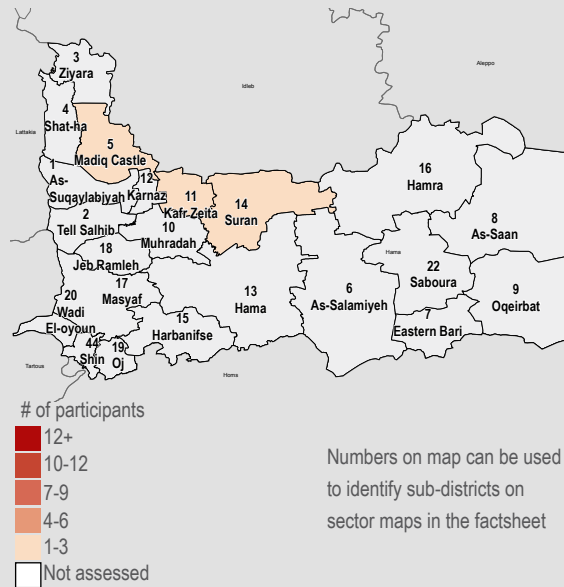 3
Ziyara
Aleppo
Idleb
4
Shat-ha
Lattakia
5
Madiq Castle
16
Hamra
1
As-
Suqaylabiyah
12
Karnaz
11
Kafr Zeita
14
Suran
2
Tell Salhib
10
Muhradah
8
As-Saan
18
Jeb Ramleh
Hama
22
Saboura
17
Masyaf
13
Hama
6
As-Salamiyeh
9
Oqeirbat
20
Wadi
El-oyoun
15
Harbanifse
7
Eastern Bari
44
Shin
19
Oj
Tartous
Homs
# of participants
12+
10-12
7-9
4-6
1-3
Not assessed
Numbers on map can be used
to identify sub-districts on
sector maps in the factsheet